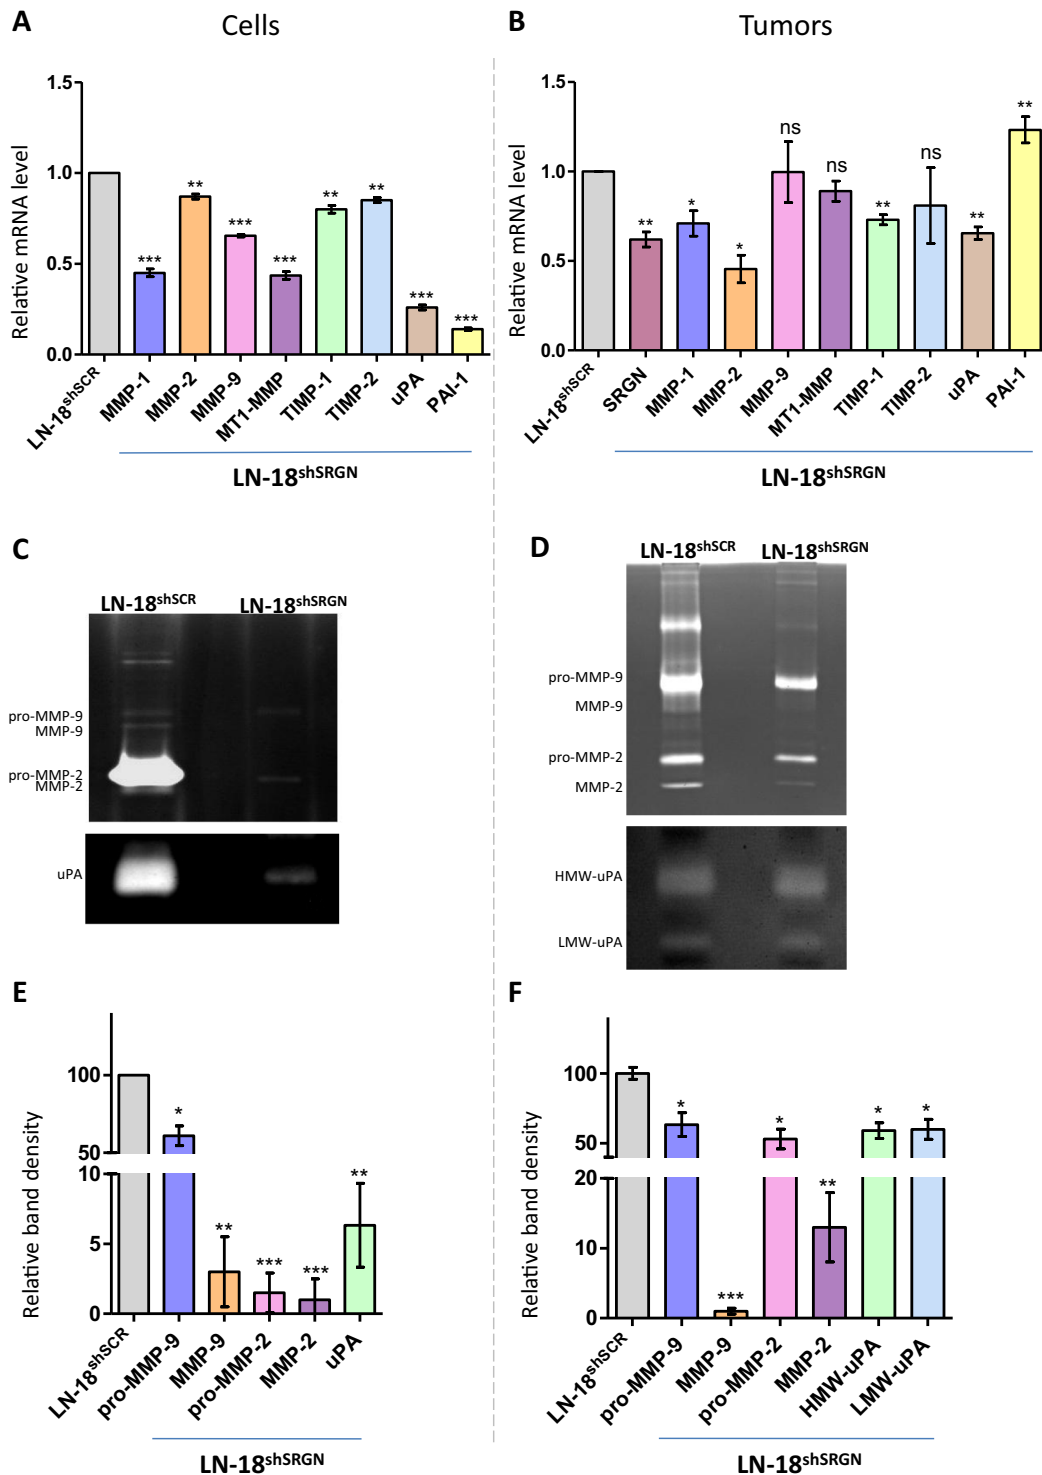 A
Cells
B
Tumors
Relative mRNA level
1.5
1.0
0.5
0.0
***
**
***
***
**
**
***
***
LN-18shSCR
MMP-1
MMP-2
MMP-9
MT1-MMP
TIMP-1
TIMP-2
uPA
PAI-1
LN-18shSRGN
Relative mRNA level
1.5
1.0
0.5
0.0
**
*
*
ns
ns
**
ns
**
**
LN-18shSCR
SRGN
MMP-1
MMP-2
MMP-9
MT1-MMP
TIMP-1
TIMP-2
uPA
PAI-1
LN-18shSRGN
C
LN-18shSCR LN-18shSRGN
pro-MMP-9
MMP-9
pro-MMP-2
MMP-2
uPA
D
LN-18shSCR LN-18shSRGN
pro-MMP-9
MMP-9
pro-MMP-2
MMP-2
HMW-uPA
LMW-uPA
E
Relative band density
100
50
10
5
0
*
**
***
***
**
LN-18shSCR
pro-MMP-9
MMP-9
pro-MMP-2
MMP-2
uPA
LN-18shSRGN
F
Relative band density
100
50
20
10
0
*
***
*
**
*
*
LN-18shSCR
pro-MMP-9
MMP-9
pro-MMP-2
MMP-2
HMW-uPA
LMW-uPA
LN-18shSRGN